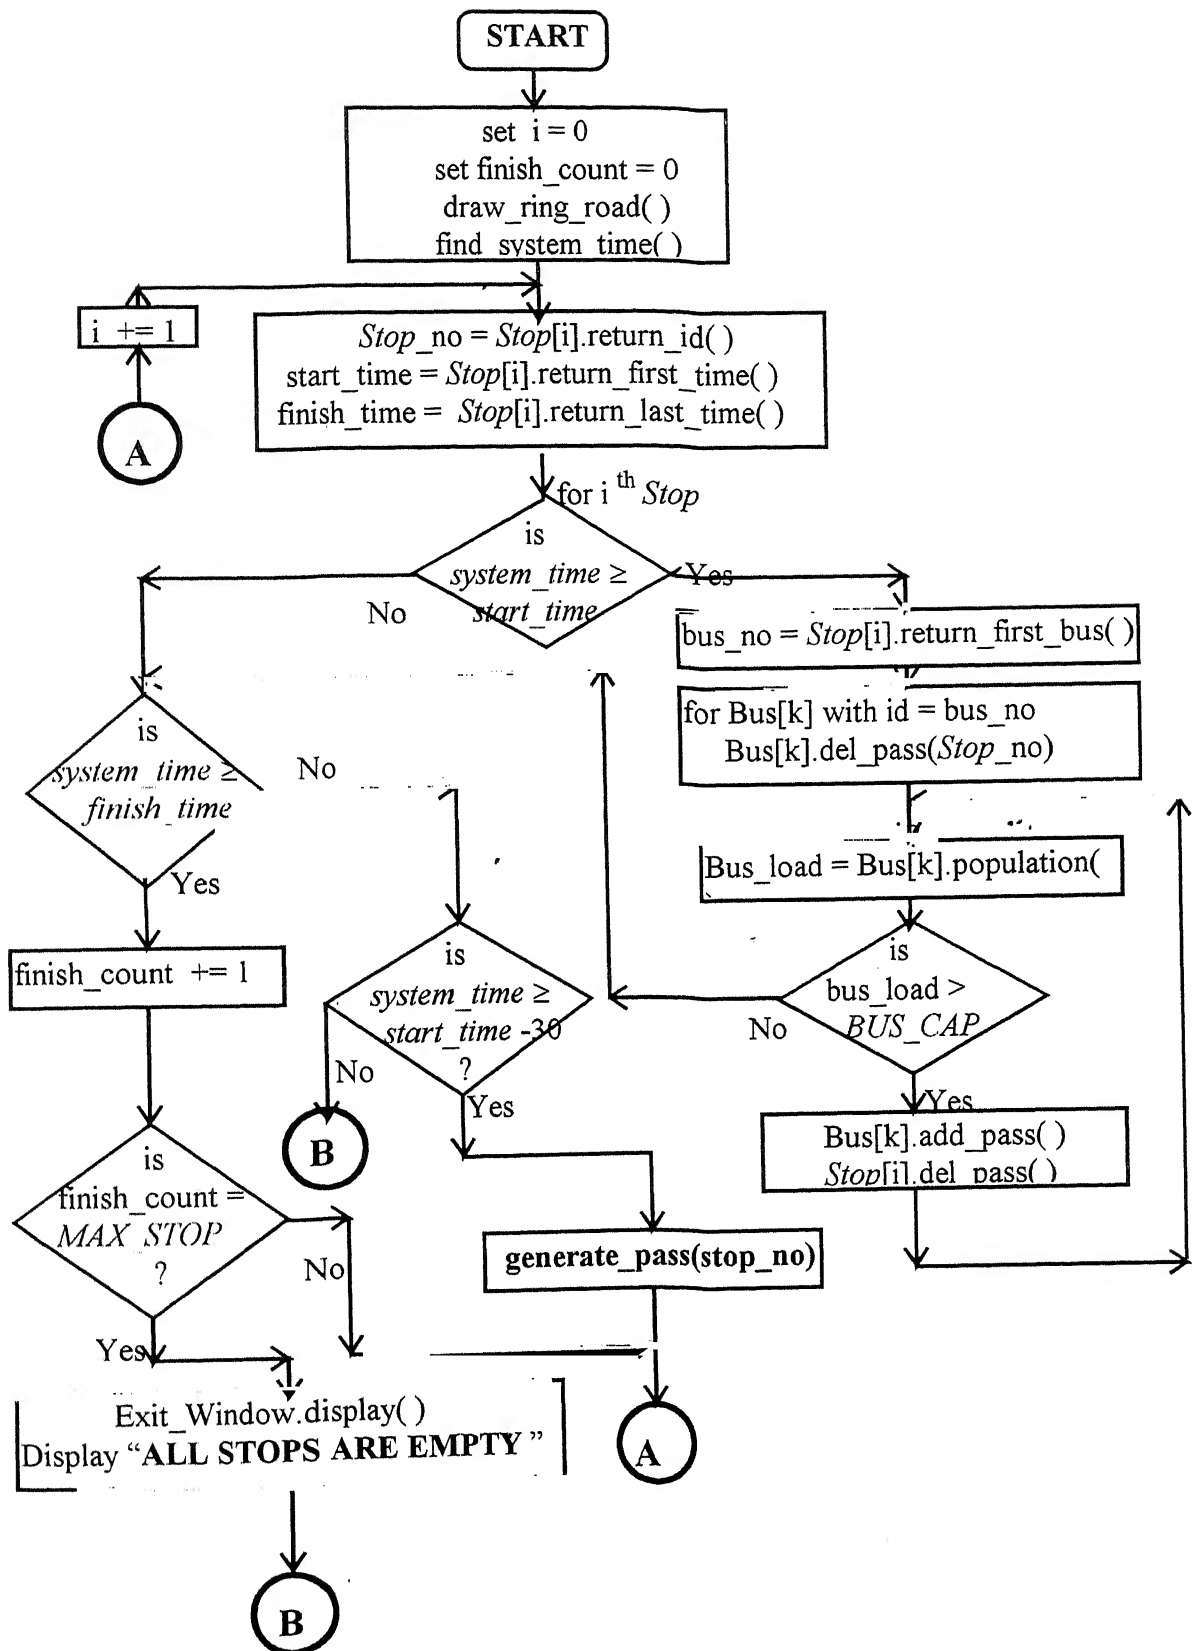 START
set i = 0
set finish_count = 0
draw_ring_road( )
find_system_time( )
i += 1
A
Stop_no = Stop[i].return_id( )
start_time = Stop[i].return_first_time( )
finish_time = Stop[i].return_last_time( )
for i th Stop
is
system_time ≥
start_time
No
Yes
bus_no = Stop[i].return_first_bus( )
for Bus[k] with id = bus_no
Bus[k].del_pass(Stop_no)
is
system_time ≥
finish_time
No
Yes
Bus_load = Bus[k].population(
is
bus_load >
BUS_CAP
No
Yes
finish_count += 1
is
system_time ≥
start_time -30
?
No
Yes
B
Bus[k].add_pass( )
Stop[i].del_pass( )
is
finish_count =
MAX_STOP
?
No
Yes
generate_pass(stop_no)
Exit_Window.display( )
Display “ALL STOPS ARE EMPTY ”
A
B